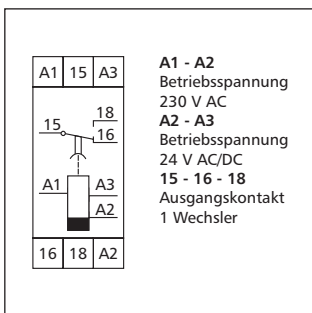 A1 15 A3
18
15
16
A1 A3
A2
16 18 A2
A1 - A2
Betriebsspannung
230 V AC
A2 - A3
Betriebsspannung
24 V AC/DC
15 - 16 - 18
Ausgangskontakt
1 Wechsler